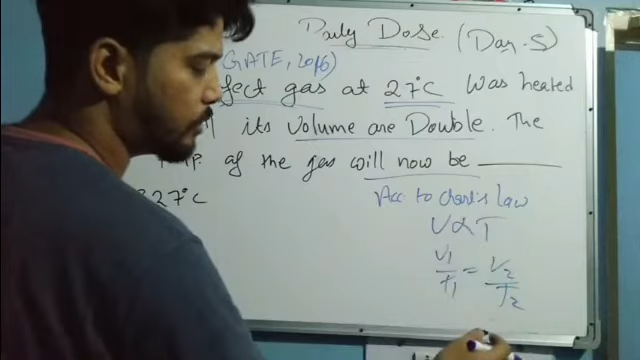 Daily Dose (Day-5)
GATE, 2016)
fect gas at 27°C was heated
its volume are Double. The
of the gas will now be ______
327°C
Acc to charl's law
V∝T
V1/T1 = V2/T2